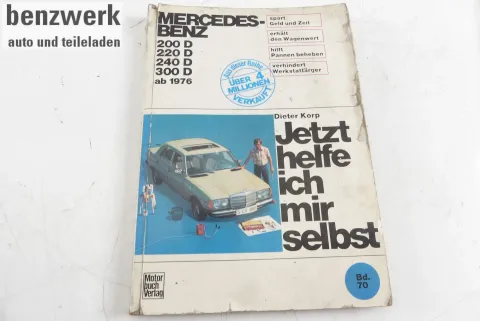 benzwerk
auto und teileladen
MERCEDES-
BENZ
200 D
220 D
240 D
300 D
ab 1976
spart
Geld und Zeit
erhält
den Wagenwert
hilft
Pannen beheben
verhindert
Werkstattärger
Aus dieser Reihe
ÜBER 4
MILLIONEN
VERKAUFT
Dieter Korp
Jetzt
helfe
ich
mir
selbst
Bd.
70
Motor
buch
Verlag